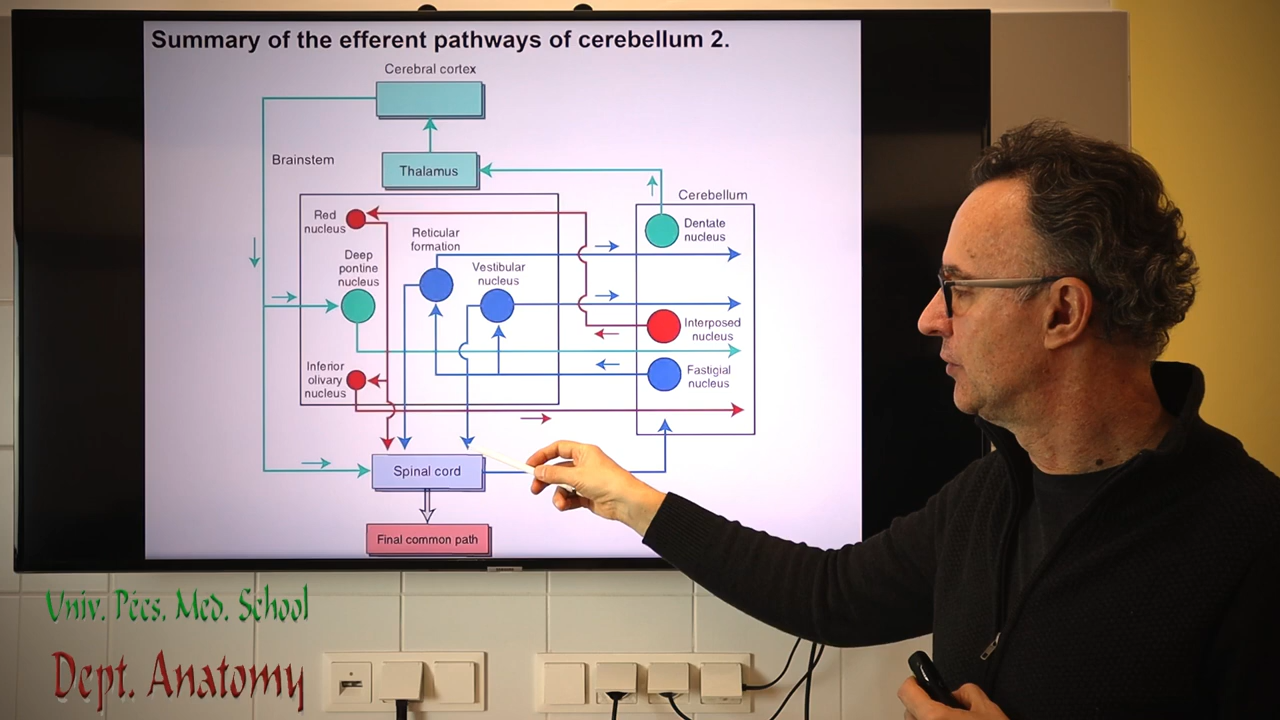 Summary of the efferent pathways of cerebellum 2.
Cerebral cortex
Brainstem
Thalamus
Cerebellum
Red
nucleus
Reticular
formation
Dentate
nucleus
Deep
pontine
nucleus
Vestibular
nucleus
Interposed
nucleus
Inferior
olivary
nucleus
Fastigial
nucleus
Spinal cord
Final common path
Univ. Pécs. Med. School
Dept. Anatomy